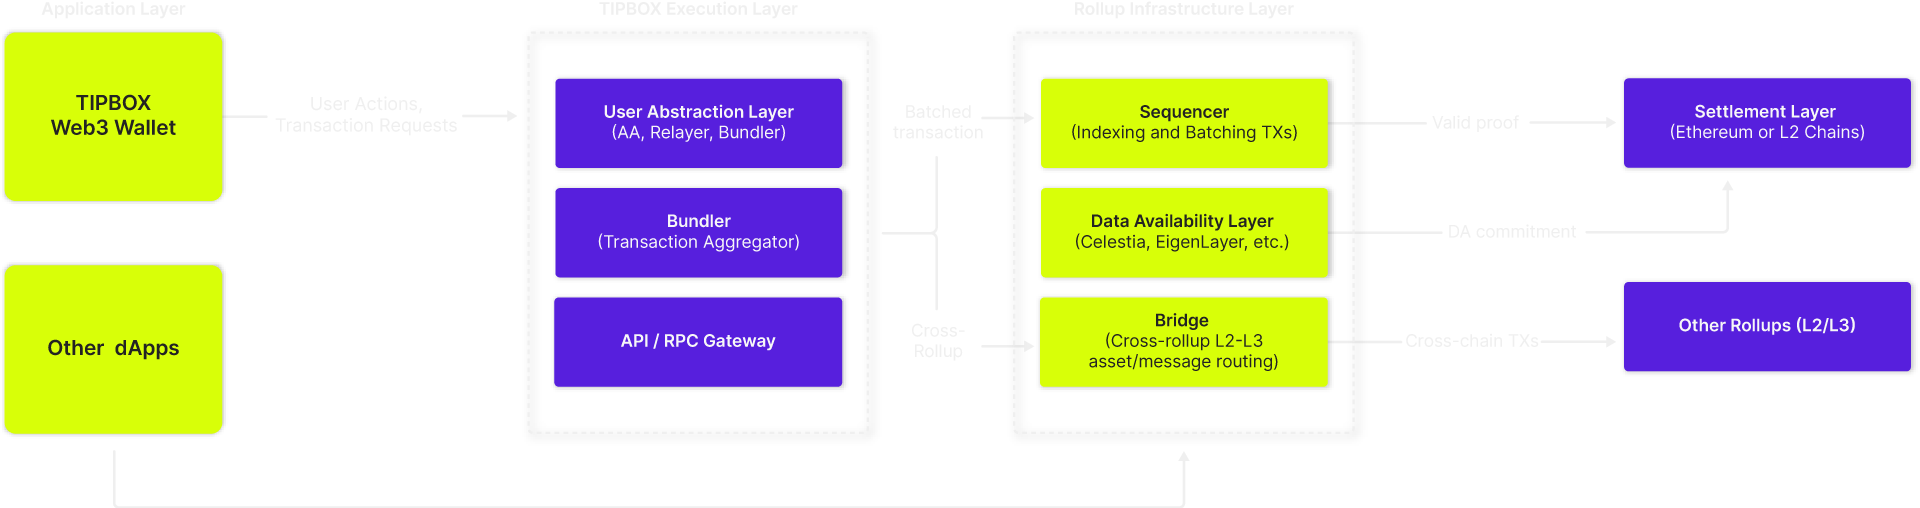 Application Layer
TIPBOX Execution Layer
Rollup Infrastructure Layer
TIPBOX
Web3 Wallet
Other dApps
User Actions,
Transaction Requests
User Abstraction Layer
(AA, Relayer, Bundler)
Bundler
(Transaction Aggregator)
API / RPC Gateway
Batched
transaction
Cross-
Rollup
Sequencer
(Indexing and Batching TXs)
Data Availability Layer
(Celestia, EigenLayer, etc.)
Bridge
(Cross-rollup L2-L3
asset/message routing)
Valid proof
DA commitment
Cross-chain TXs
Settlement Layer
(Ethereum or L2 Chains)
Other Rollups (L2/L3)